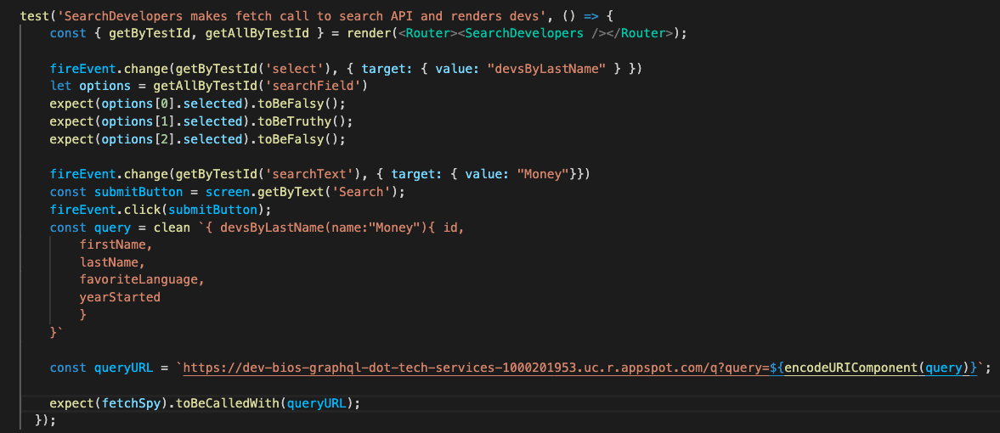 test('SearchDevelopers makes fetch call to search API and renders devs', () => {
const { getByTestId, getAllByTestId } = render(<Router><SearchDevelopers /></Router>);
fireEvent.change(getByTestId('select'), { target: { value: "devsByLastName" } })
let options = getAllByTestId('searchField')
expect(options[0].selected).toBeFalsy();
expect(options[1].selected).toBeTruthy();
expect(options[2].selected).toBeFalsy();
fireEvent.change(getByTestId('searchText'), { target: { value: "Money"}})
const submitButton = screen.getByText('Search');
fireEvent.click(submitButton);
const query = clean `{ devsByLastName(name:"Money"){ id,
firstName,
lastName,
favoriteLanguage,
yearStarted
}
}`
const queryURL = `https://dev-bios-graphql-dot-tech-services-1000201953.uc.r.appspot.com/q?query=${encodeURIComponent(query)}`;
expect(fetchSpy).toBeCalledWith(queryURL);
});